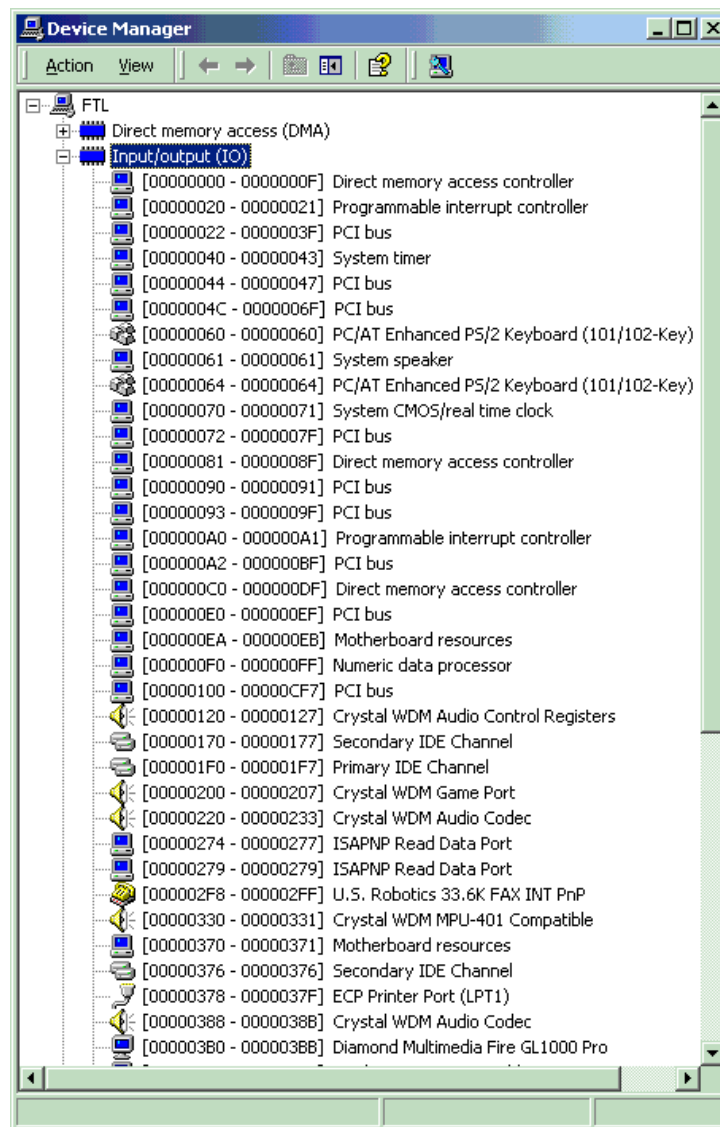 Device Manager
Action View
FTL
Direct memory access (DMA)
Input/output (IO)
[00000000 - 0000000F] Direct memory access controller
[00000020 - 00000021] Programmable interrupt controller
[00000022 - 0000003F] PCI bus
[00000040 - 00000043] System timer
[00000044 - 00000047] PCI bus
[0000004C - 0000006F] PCI bus
[00000060 - 00000060] PC/AT Enhanced PS/2 Keyboard (101/102-Key)
[00000061 - 00000061] System speaker
[00000064 - 00000064] PC/AT Enhanced PS/2 Keyboard (101/102-Key)
[00000070 - 00000071] System CMOS/real time clock
[00000072 - 0000007F] PCI bus
[00000081 - 0000008F] Direct memory access controller
[00000090 - 00000091] PCI bus
[00000093 - 0000009F] PCI bus
[000000A0 - 000000A1] Programmable interrupt controller
[000000A2 - 000000BF] PCI bus
[000000C0 - 000000DF] Direct memory access controller
[000000E0 - 000000EF] PCI bus
[000000EA - 000000EB] Motherboard resources
[000000F0 - 000000FF] Numeric data processor
[00000100 - 00000CF7] PCI bus
[00000120 - 00000127] Crystal WDM Audio Control Registers
[00000170 - 00000177] Secondary IDE Channel
[000001F0 - 000001F7] Primary IDE Channel
[00000200 - 00000207] Crystal WDM Game Port
[00000220 - 00000233] Crystal WDM Audio Codec
[00000274 - 00000277] ISAPNP Read Data Port
[00000279 - 00000279] ISAPNP Read Data Port
[000002F8 - 000002FF] U.S. Robotics 33.6K FAX INT PnP
[00000330 - 00000331] Crystal WDM MPU-401 Compatible
[00000370 - 00000371] Motherboard resources
[00000376 - 00000376] Secondary IDE Channel
[00000378 - 0000037F] ECP Printer Port (LPT1)
[00000388 - 0000038B] Crystal WDM Audio Codec
[000003B0 - 000003BB] Diamond Multimedia Fire GL1000 Pro